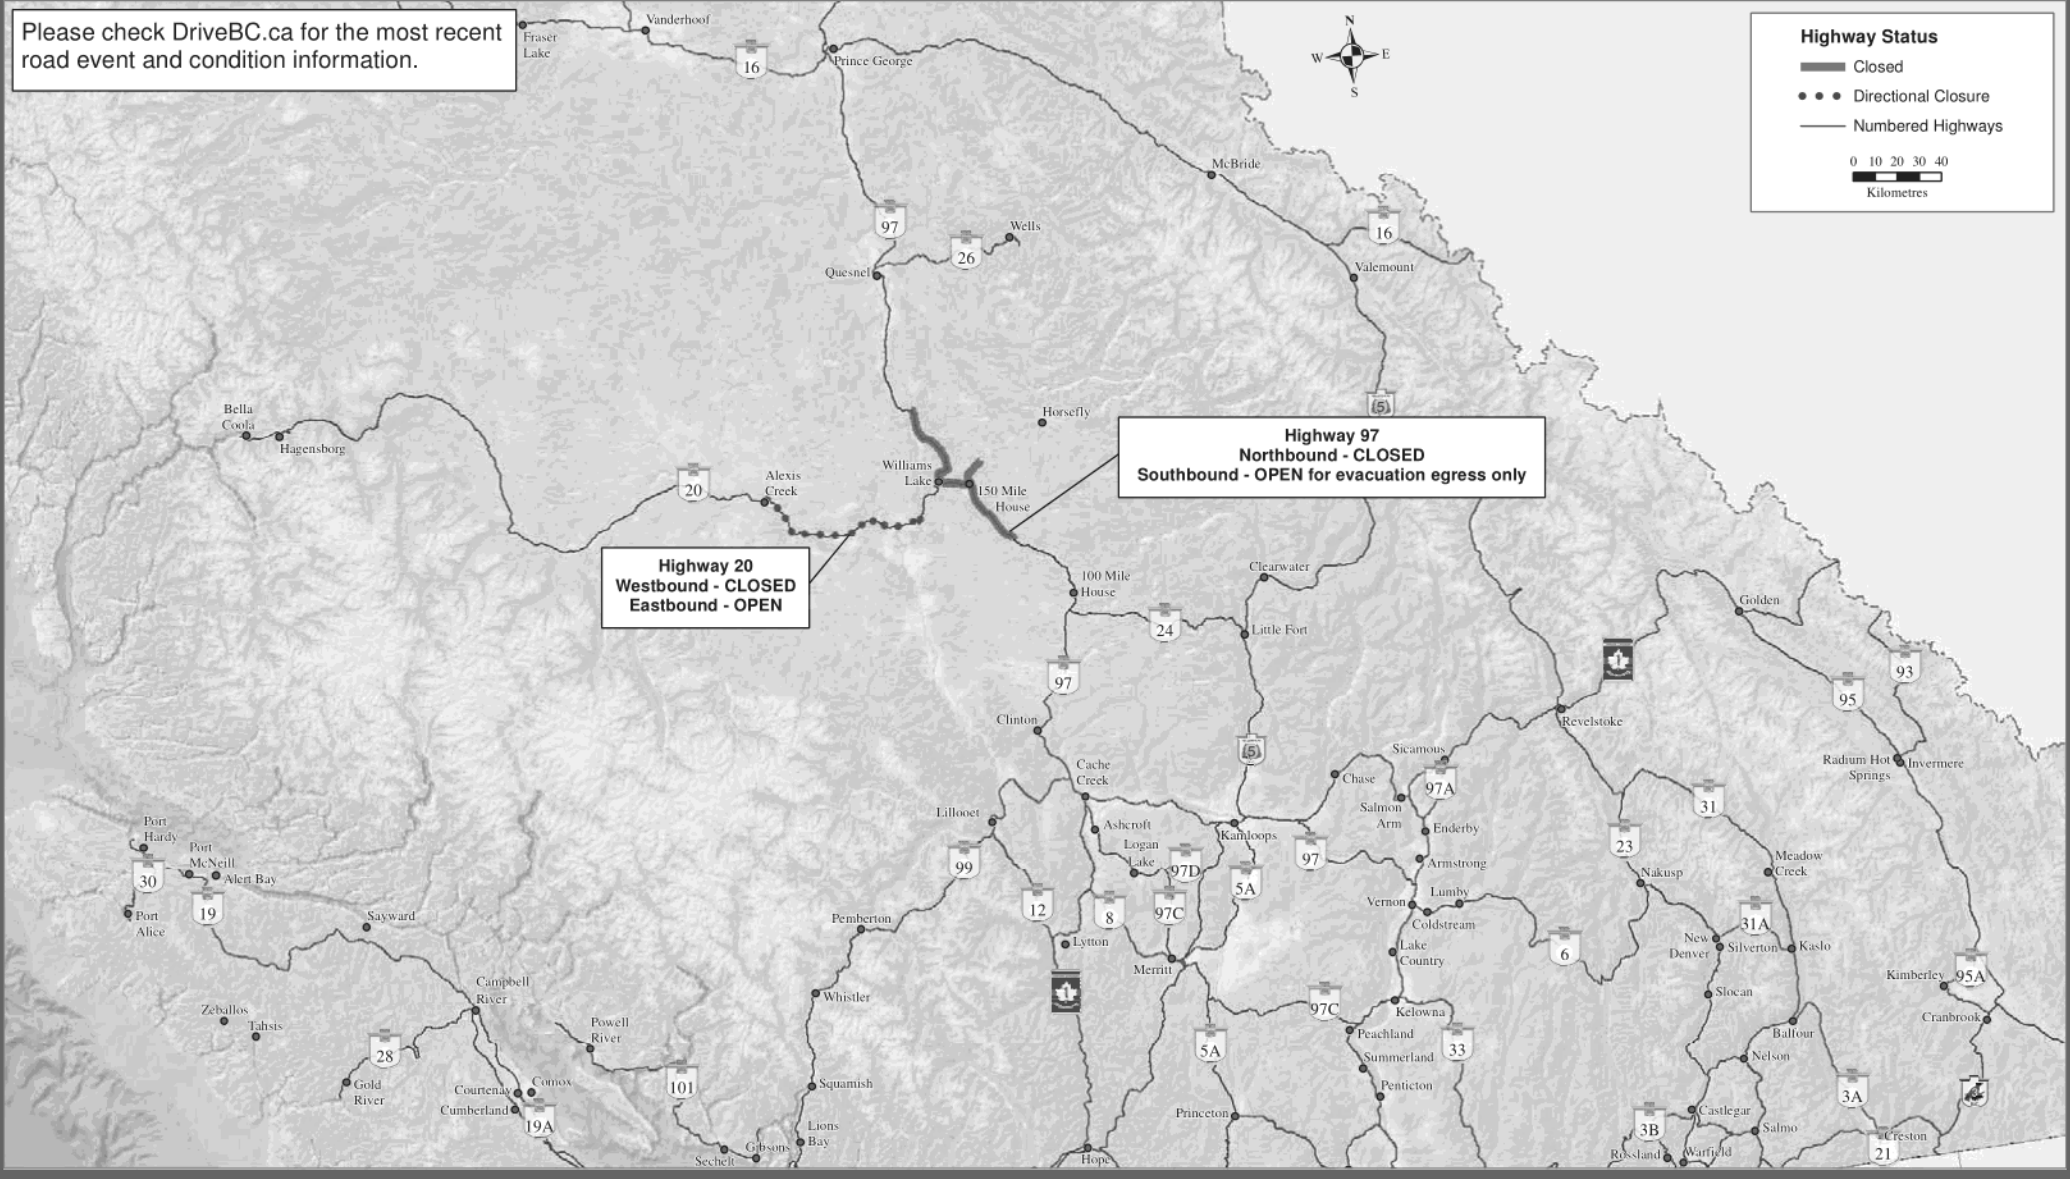 Please check DriveBC.ca for the most recent
road event and condition information.
Fraser
Lake
Vanderhoof
16
Prince George
N
W
E
S
Highway Status
Closed
Directional Closure
Numbered Highways
0 10 20 30 40
Kilometres
McBride
97
Wells
26
16
Quesnel
Valemount
5
Bella
Coola
Hagensborg
Horsefly
Highway 97
Northbound - CLOSED
Southbound - OPEN for evacuation egress only
20
Alexis
Creek
Williams
Lake
150 Mile
House
Highway 20
Westbound - CLOSED
Eastbound - OPEN
100 Mile
House
Clearwater
24
Little Fort
Golden
1
93
95
97
Clinton
Revelstoke
5
Sicamous
Radium Hot
Springs
Invermere
Cache
Creek
Chase
97A
Salmon
Arm
31
Lillooet
Ashcroft
Kamloops
Enderby
Port
Hardy
Port
McNeill
Alert Bay
30
19
Port
Alice
Sayward
99
Logan
Lake
97D
97
Armstrong
23
Meadow
Creek
Nakusp
5A
12
8
97C
Lumby
Vernon
Coldstream
31A
Pemberton
Lytton
Merritt
Lake
Country
6
New
Denver
Silverton
Kaslo
Campbell
River
1
Whistler
Kimberley
95A
Zeballos
Tahsis
Powell
River
97C
Kelowna
Slocan
Cranbrook
Balfour
28
5A
Peachland
33
Summerland
Nelson
Gold
River
Courtenay
Comox
Cumberland
19A
101
Squamish
Penticton
3A
Princeton
Castlegar
3B
Salmo
Creston
21
Lions
Bay
Gibsons
Sechelt
Hope
Rossland
Warfield